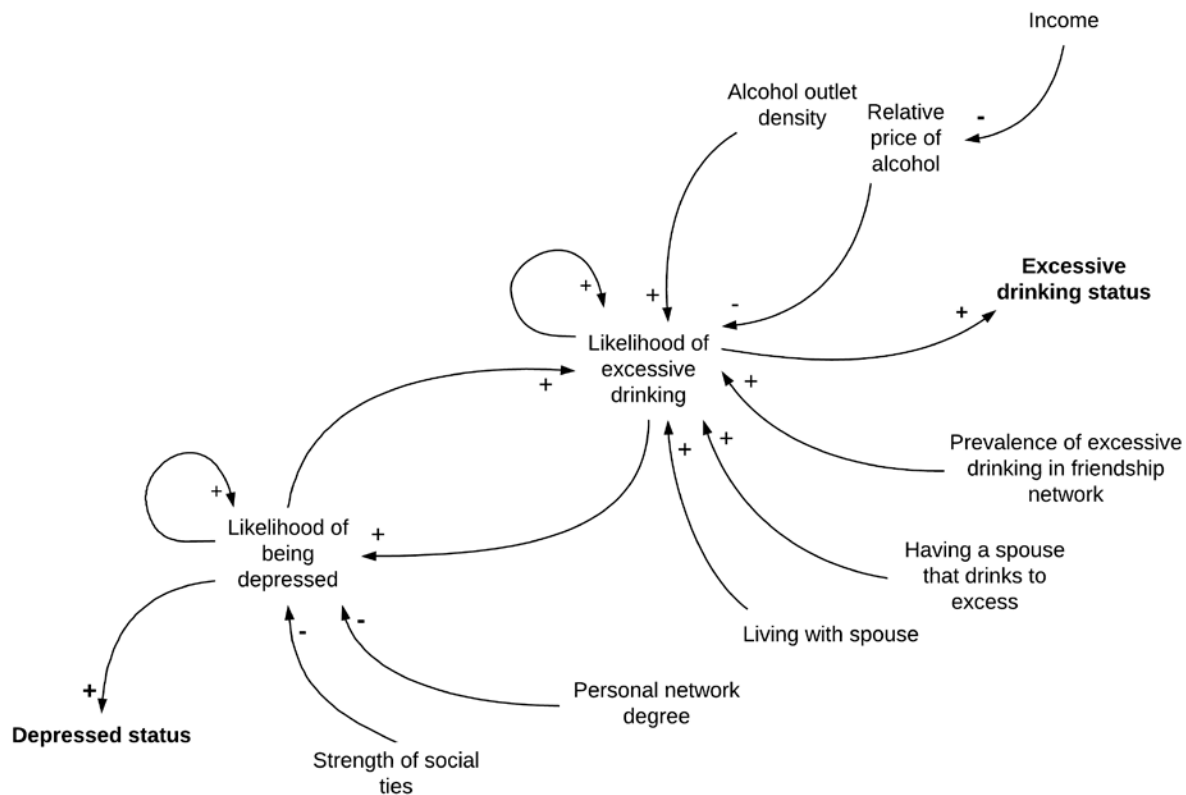 Income
Alcohol outlet
density
Relative
price of
alcohol
-
Excessive
drinking status
+
+
+
-
Likelihood of
excessive
drinking
+
+
+
+
Prevalence of excessive
drinking in friendship
network
+
Likelihood of
being
depressed
+
Having a spouse
that drinks to
excess
Living with spouse
-
-
+
Personal network
degree
Depressed status
Strength of social
ties